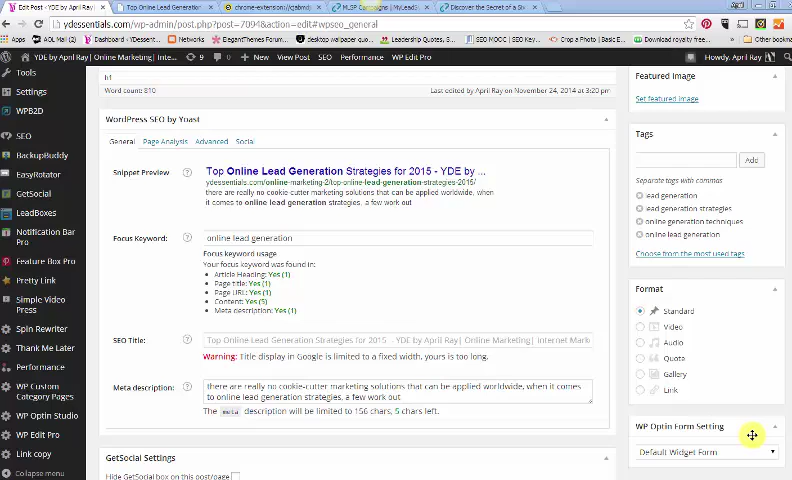 Edit Post ‹ YDE by April Ray|
Top Online Lead Generation
chrome-extension://qabmdj
MLSP Campaigns | MyLeadS
Discover the Secret of a Six
April
ydessentials.com/wp-admin/post.php?post=7094&action=edit#wpseo_general
Apps
AOL Mail (2)
Dashboard ‹ YDessent...
Networks
ElegantThemes Forum...
desktop wallpaper quot...
Leadership Quotes, S...
SEO MOOC | SEO Key...
Crop a Photo | Basic E...
Download royalty free...
»
Other bookma
YDE by April Ray| Online Marketing| Inter...
9
0
New
View Post
SEO
Performance
WP Edit Pro
Howdy, April Ray
Tools
Settings
WPB2D
SEO
BackupBuddy
EasyRotator
GetSocial
LeadBoxes
Notification Bar
Pro
Feature Box Pro
Pretty Link
Simple Video
Press
Spin Rewriter
Thank Me Later
Performance
WP Custom
Category Pages
WP Optin Studio
WP Edit Pro
Link copy
Collapse menu
h1
Word count: 810
Last edited by April Ray on November 24, 2014 at 3:20 pm
WordPress SEO by Yoast
General
Page Analysis
Advanced
Social
Snippet Preview
Top Online Lead Generation Strategies for 2015 - YDE by ...
ydessentials.com/online-marketing-2/top-online-lead-generation-strategies-2015/
there are really no cookie-cutter marketing solutions that can be applied worldwide, when
it comes to online lead generation strategies, a few work out
Focus Keyword:
online lead generation
Focus keyword usage
Your focus keyword was found in:
Article Heading: Yes (1)
Page title: Yes (1)
Page URL: Yes (1)
Content: Yes (5)
Meta description: Yes (1)
SEO Title:
Top Online Lead Generation Strategies for 2015 - YDE by April Ray| Online Marketing| Internet Mark
Warning: Title display in Google is limited to a fixed width, yours is too long.
Meta description:
there are really no cookie-cutter marketing solutions that can be applied worldwide, when it comes
to online lead generation strategies, a few work out
The meta description will be limited to 156 chars, 5 chars left.
GetSocial Settings
Hide GetSocial box on this post/page
Featured Image
Set featured image
Tags
Add
Separate tags with commas
lead generation
lead generation strategies
online generation techniques
online lead generation
Choose from the most used tags
Format
Standard
Video
Audio
Quote
Gallery
Link
WP Optin Form Setting
Default Widget Form